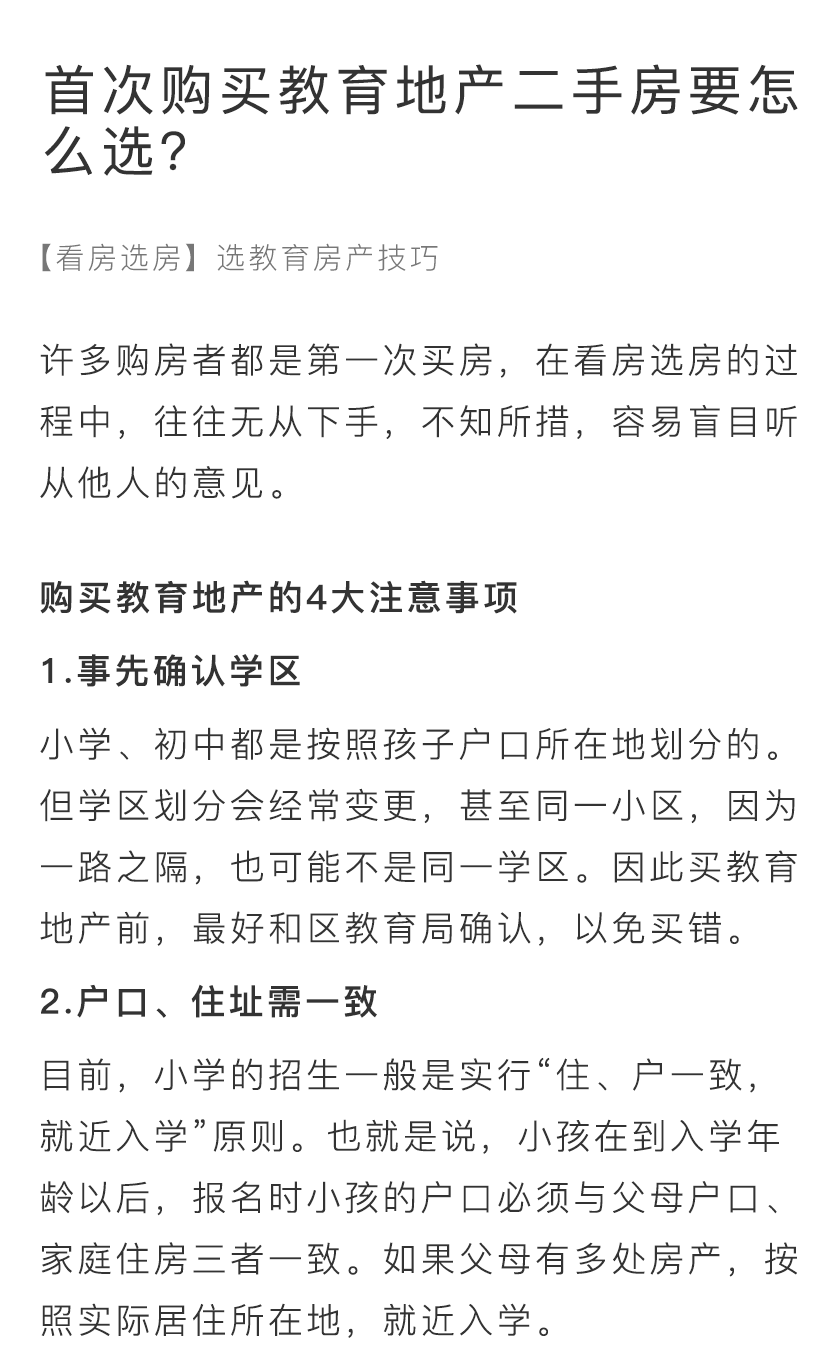 首次购买教育地产二手房要怎
么选?
【看房选房】选教育房产技巧
许多购房者都是第一次买房，在看房选房的过
程中，往往无从下手，不知所措，容易盲目听
从他人的意见。
购买教育地产的4大注意事项
1.事先确认学区
小学、初中都是按照孩子户口所在地划分的。
但学区划分会经常变更，甚至同一小区，因为
一路之隔，也可能不是同一学区。因此买教育
地产前，最好和区教育局确认，以免买错。
2.户口、住址需一致
目前，小学的招生一般是实行“住、户一致，
就近入学”原则。也就是说，小孩在到入学年
龄以后，报名时小孩的户口必须与父母户口、
家庭住房三者一致。如果父母有多处房产，按
照实际居住所在地，就近入学。